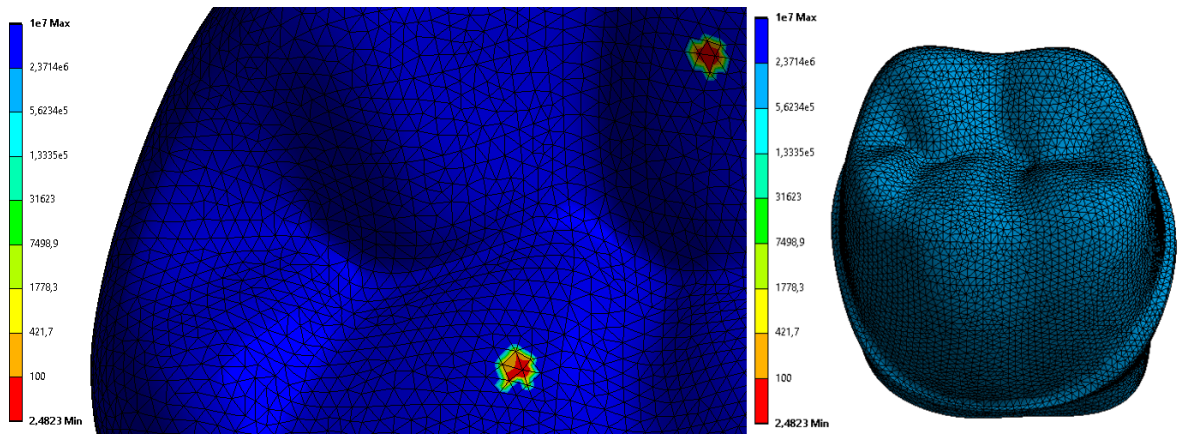 1e7 Max
2,3714e6
5,6234e5
1,3335e5
31623
7498,9
1778,3
421,7
100
2,4823 Min
1e7 Max
2,3714e6
5,6234e5
1,3335e5
31623
7498,9
1778,3
421,7
100
2,4823 Min